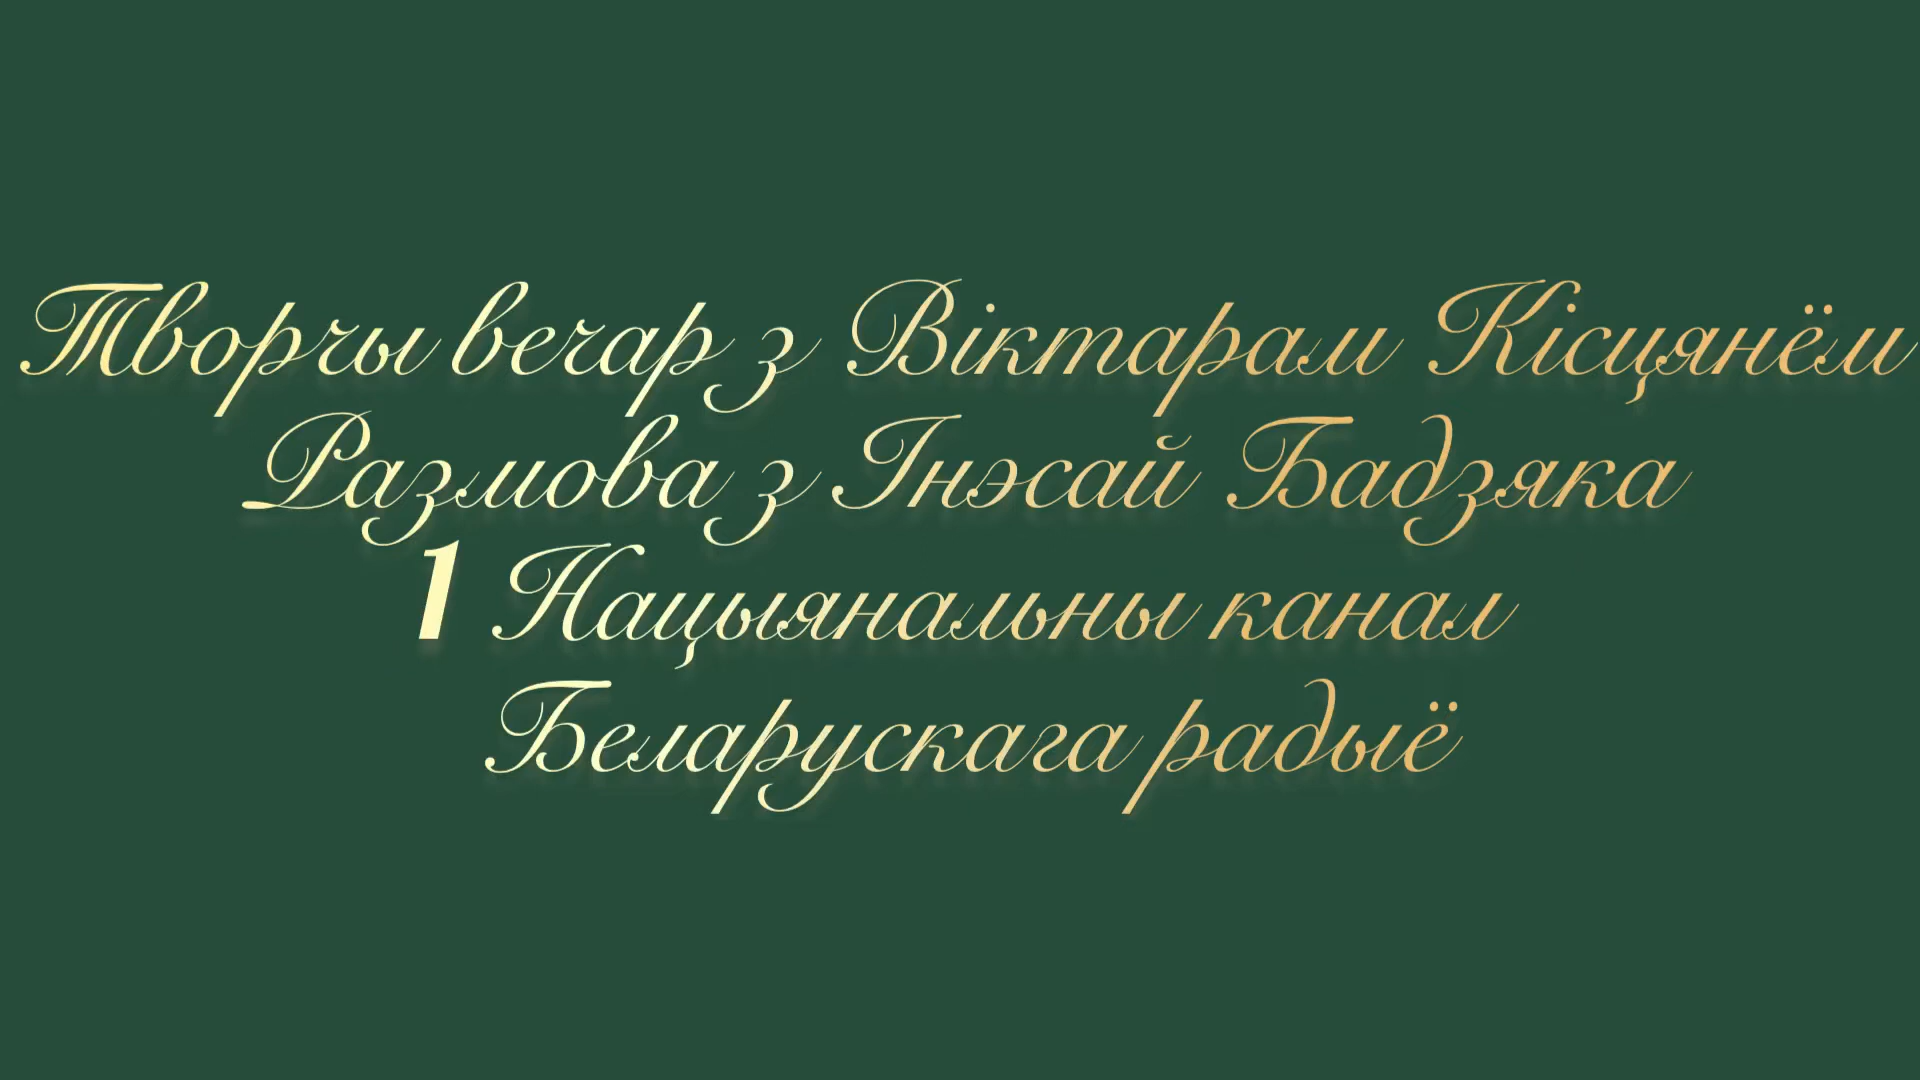 Творчы вечар з Віктарам Кісцянём
Размова з Інэсай Бадзяка
1 Нацыянальны канал
Беларускага радыё